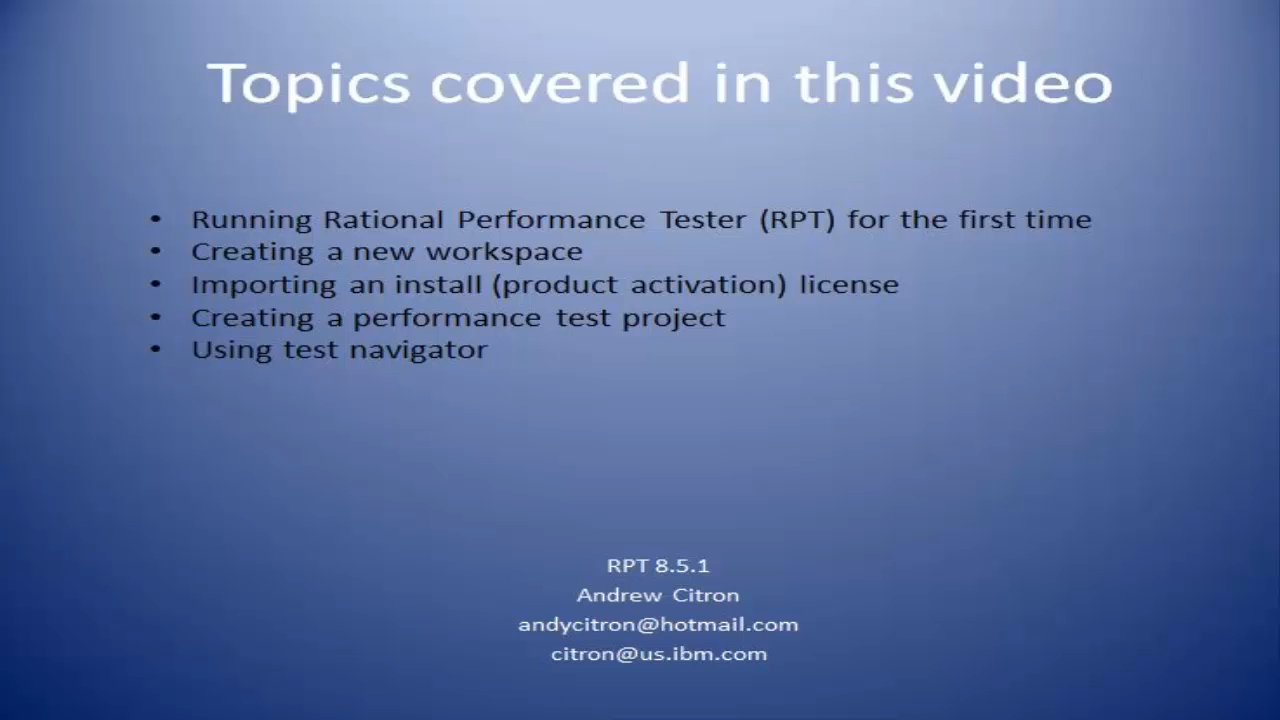 Topics covered in this video
• Running Rational Performance Tester (RPT) for the first time
• Creating a new workspace
• Importing an install (product activation) license
• Creating a performance test project
• Using test navigator
RPT 8.5.1
Andrew Citron
andycitron@hotmail.com
citron@us.ibm.com